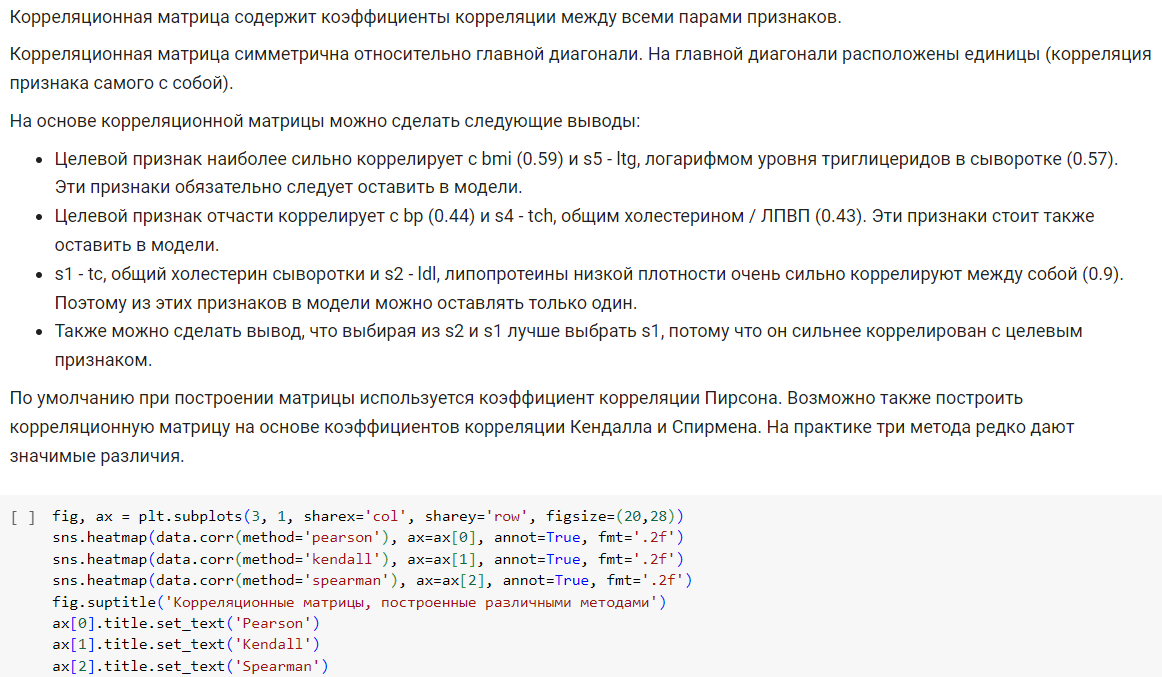 Корреляционная матрица содержит коэффициенты корреляции между всеми парами признаков.
Корреляционная матрица симметрична относительно главной диагонали. На главной диагонали расположены единицы (корреляция
признака самого с собой).
На основе корреляционной матрицы можно сделать следующие выводы:
• Целевой признак наиболее сильно коррелирует с bmi (0.59) и s5 - ltg, логарифмом уровня триглицеридов в сыворотке (0.57).
Эти признаки обязательно следует оставить в модели.
• Целевой признак отчасти коррелирует с bp (0.44) и s4 - tch, общим холестерином / ЛПВП (0.43). Эти признаки стоит также
оставить в модели.
• s1 - tc, общий холестерин сыворотки и s2 - ldl, липопротеины низкой плотности очень сильно коррелируют между собой (0.9).
Поэтому из этих признаков в модели можно оставлять только один.
• Также можно сделать вывод, что выбирая из s2 и s1 лучше выбрать s1, потому что он сильнее коррелирован с целевым
признаком.
По умолчанию при построении матрицы используется коэффициент корреляции Пирсона. Возможно также построить
корреляционную матрицу на основе коэффициентов корреляции Кендалла и Спирмена. На практике три метода редко дают
значимые различия.
[ ] fig, ax = plt.subplots(3, 1, sharex='col', sharey='row', figsize=(20,28))
sns.heatmap(data.corr(method='pearson'), ax=ax[0], annot=True, fmt='.2f')
sns.heatmap(data.corr(method='kendall'), ax=ax[1], annot=True, fmt='.2f')
sns.heatmap(data.corr(method='spearman'), ax=ax[2], annot=True, fmt='.2f')
fig.suptitle('Корреляционные матрицы, построенные различными методами')
ax[0].title.set_text('Pearson')
ax[1].title.set_text('Kendall')
ax[2].title.set_text('Spearman')